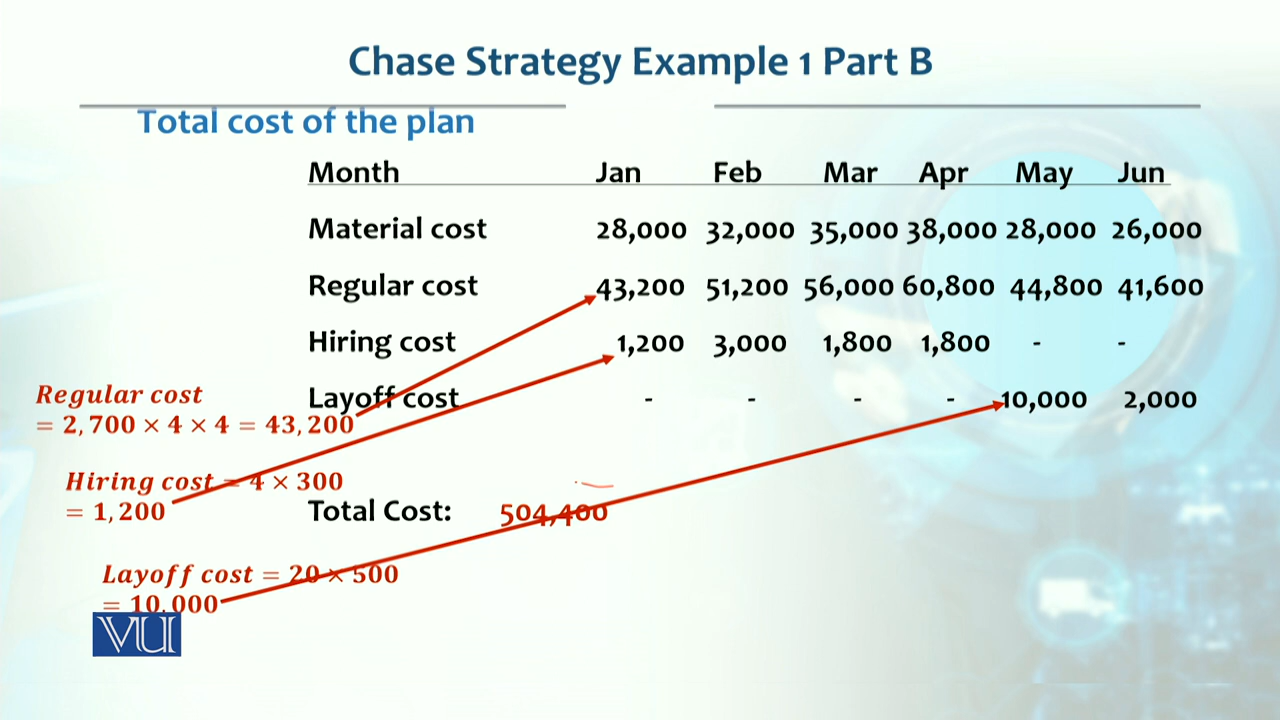 Chase Strategy Example 1 Part B
Total cost of the plan
Month Jan Feb Mar Apr May Jun
Material cost 28,000 32,000 35,000 38,000 28,000 26,000
Regular cost 43,200 51,200 56,000 60,800 44,800 41,600
Hiring cost 1,200 3,000 1,800 1,800 - -
Layoff cost - - - - 10,000 2,000
Regular cost
= 2,700 × 4 × 4 = 43,200
Hiring cost = 4 × 300
= 1,200
Total Cost: 504,400
Layoff cost = 20 × 500
= 10,000
VU